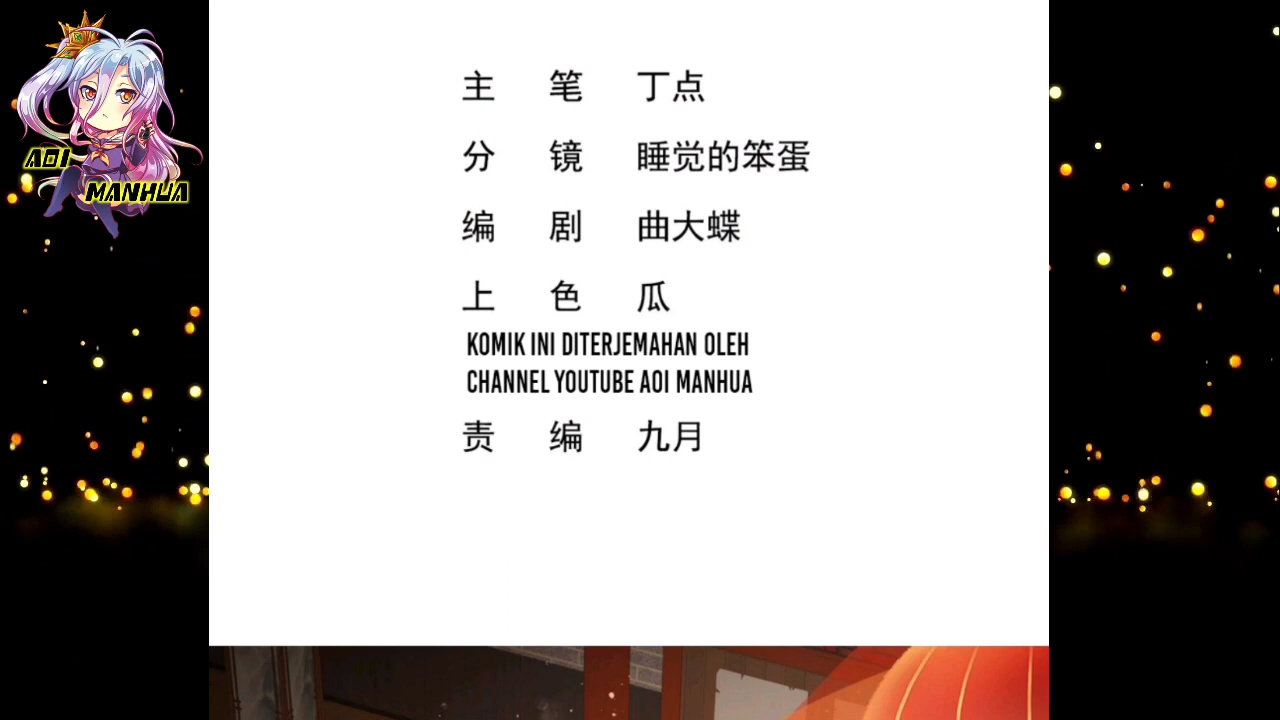 AOI
MANHUA
主 笔 丁点
分 镜 睡觉的笨蛋
编 剧 曲大蝶
上 色 瓜
KOMIK INI DITERJEMAHAN OLEH
CHANNEL YOUTUBE AOI MANHUA
责 编 九月